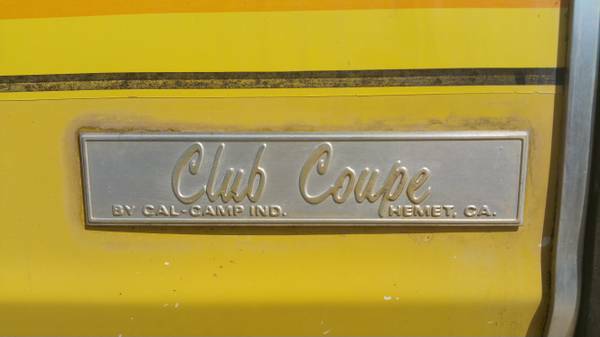 Club Coupe
BY CAL-CAMP IND. HEMET, CA.